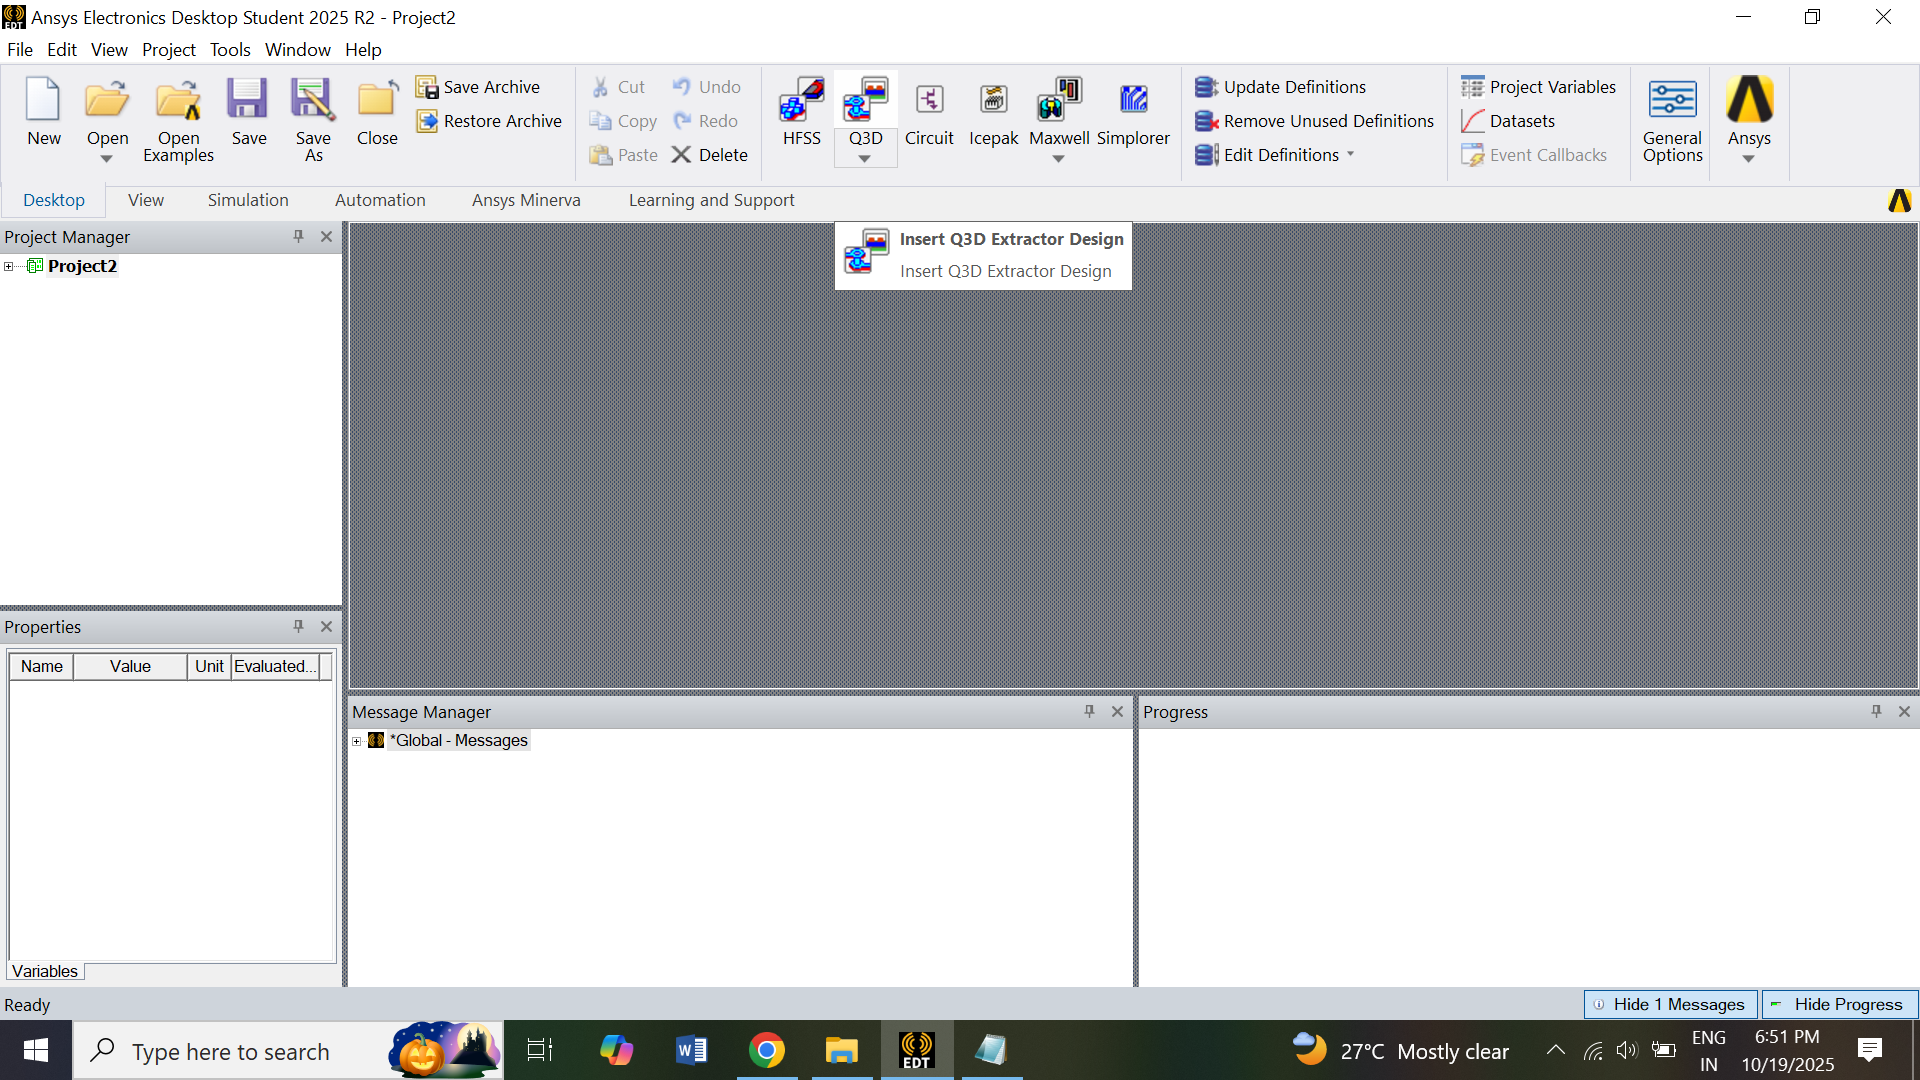 Ansys Electronics Desktop Student 2025 R2 - Project2
File Edit View Project Tools Window Help
New
Open
Open Examples
Save
Save As
Close
Save Archive
Restore Archive
Cut
Copy
Paste
Undo
Redo
Delete
HFSS
Q3D
Circuit
Icepak
Maxwell
Simplorer
Update Definitions
Remove Unused Definitions
Edit Definitions
Project Variables
Datasets
Event Callbacks
General Options
Ansys
Desktop View Simulation Automation Ansys Minerva Learning and Support
Project Manager
Project2
Insert Q3D Extractor Design
Insert Q3D Extractor Design
Properties
Name Value Unit Evaluated...
Variables
Message Manager
*Global - Messages
Progress
Ready
Hide 1 Messages
Hide Progress
Type here to search
EDT
27°C Mostly clear
ENG
IN
6:51 PM
10/19/2025